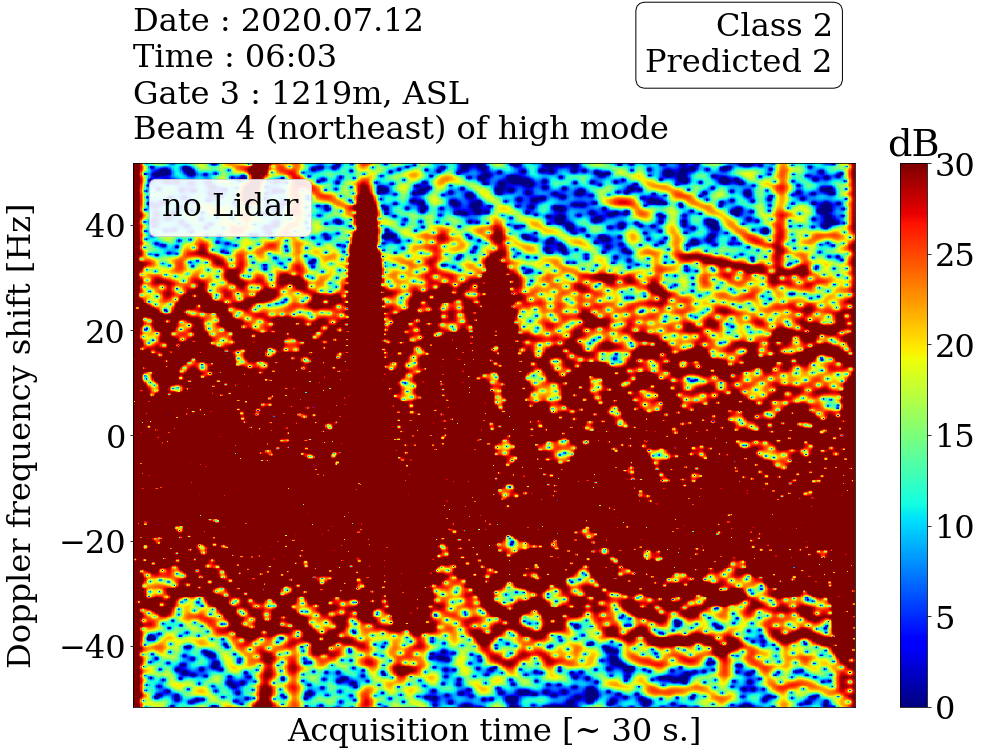 Date : 2020.07.12
Time : 06:03
Gate 3 : 1219m, ASL
Beam 4 (northeast) of high mode
Class 2
Predicted 2
dB
no Lidar
Doppler frequency shift [Hz]
40
20
0
−20
−40
Acquisition time [~ 30 s.]
30
25
20
15
10
5
0